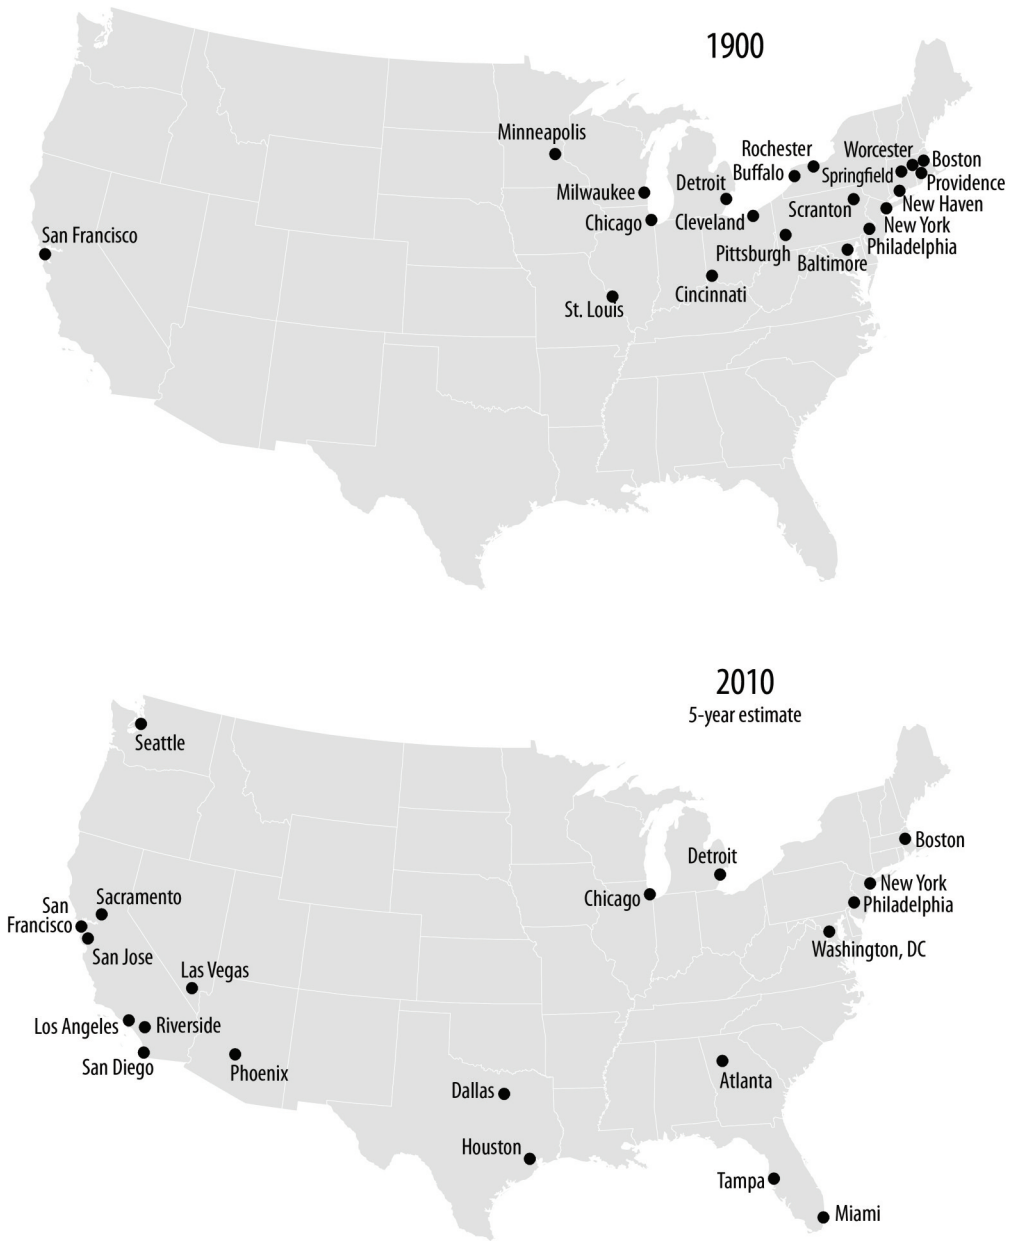 1900
Minneapolis
Rochester
Worcester
Boston
Buffalo
Springfield
Providence
Detroit
Milwaukee
New Haven
Scranton
Chicago
Cleveland
New York
San Francisco
Philadelphia
Pittsburgh
Baltimore
Cincinnati
St. Louis
2010
5-year estimate
Seattle
Boston
Detroit
New York
Chicago
Sacramento
San
Francisco
Philadelphia
Washington, DC
San Jose
Las Vegas
Los Angeles
Riverside
San Diego
Phoenix
Atlanta
Dallas
Houston
Tampa
Miami